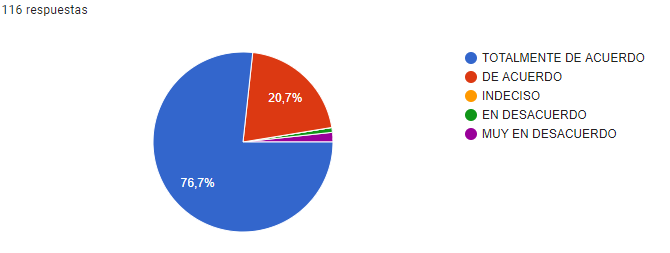 116 respuestas
TOTALMENTE DE ACUERDO
DE ACUERDO
INDECISO
EN DESACUERDO
MUY EN DESACUERDO
20,7%
76,7%